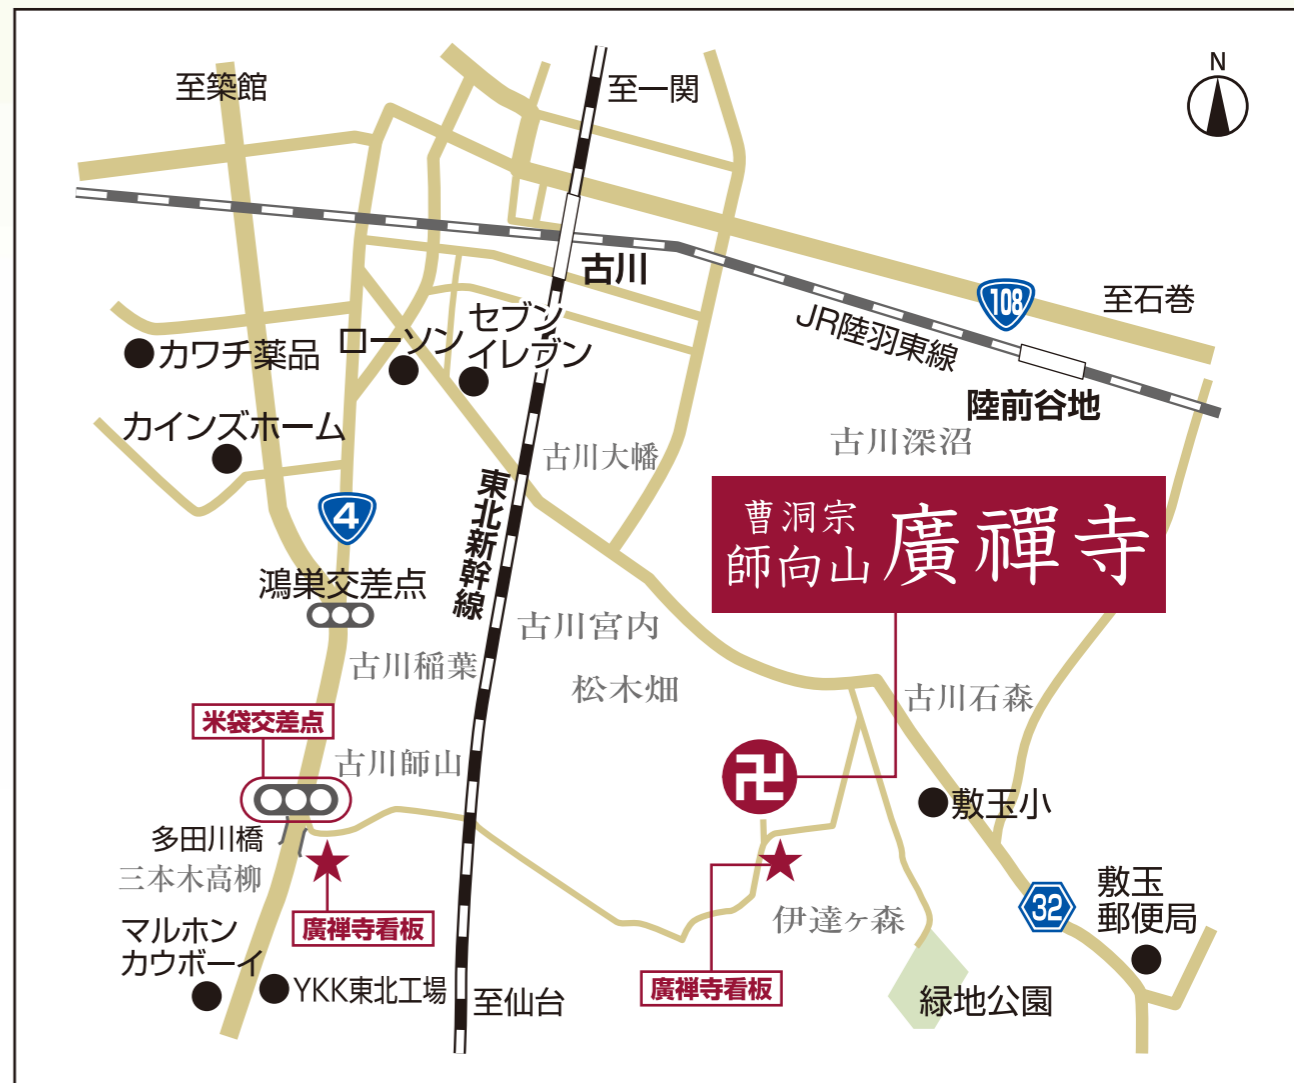 N
至築館
至一関
古川
108
至石巻
JR陸羽東線
陸前谷地
セブン
イレブン
ローソン
カワチ薬品
カインズホーム
古川大幡
古川深沼
4
東北新幹線
曹洞宗
師向山
廣禪寺
鴻巣交差点
古川宮内
古川稲葉
松木畑
古川石森
米袋交差点
古川師山
卍
敷玉小
多田川橋
三本木高柳
廣禅寺看板
伊達ヶ森
32
敷玉
郵便局
マルホン
カウボーイ
YKK東北工場
廣禅寺看板
至仙台
緑地公園